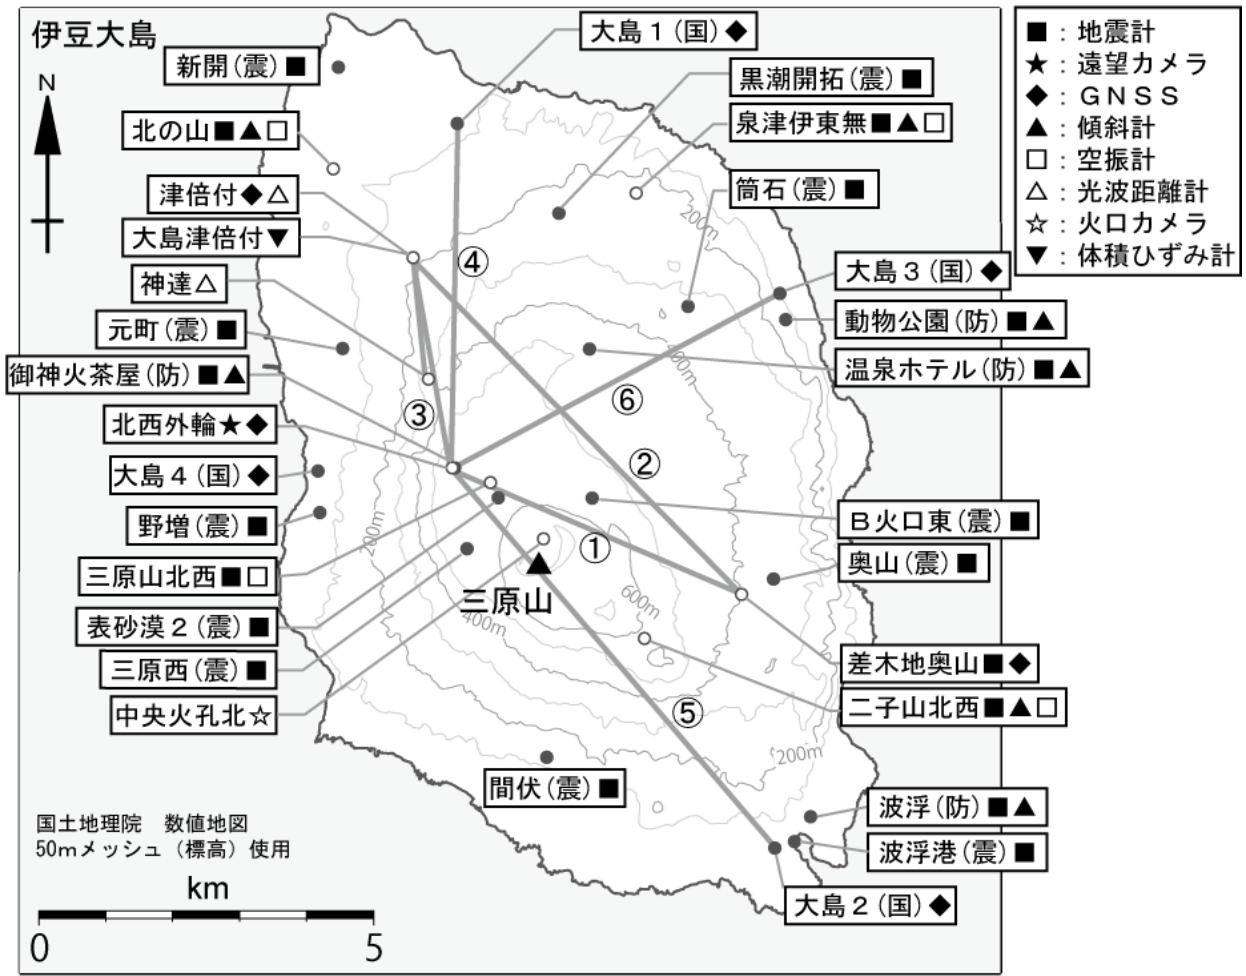 伊豆大島
N
新開(震)■
北の山■▲□
津倍付◆△
大島津倍付▼
神達△
元町(震)■
御神火茶屋(防)■▲
北西外輪★◆
大島4(国)◆
野増(震)■
三原山北西■□
表砂漠2(震)■
三原西(震)■
中央火孔北☆
大島1(国)◆
黒潮開拓(震)■
泉津伊東無■▲□
筒石(震)■
大島3(国)◆
動物公園(防)■▲
温泉ホテル(防)■▲
B火口東(震)■
奥山(震)■
差木地奥山■◆
二子山北西■▲□
波浮(防)■▲
波浮港(震)■
大島2(国)◆
間伏(震)■
三原山
④
③
⑥
②
①
⑤
200m
400m
200m
600m
400m
200m
■:地震計
★:遠望カメラ
◆:GNSS
▲:傾斜計
□:空振計
△:光波距離計
☆:火口カメラ
▼:体積ひずみ計
国土地理院 数値地図
50mメッシュ(標高)使用
km
0 5